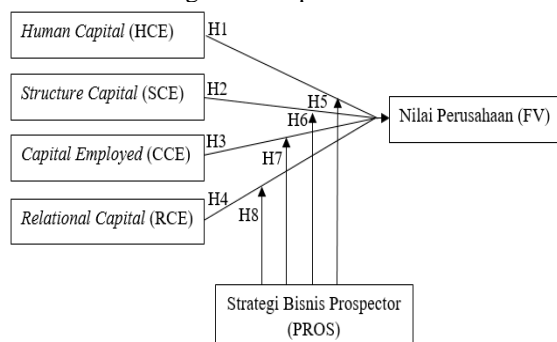 Human Capital (HCE)
H1
Structure Capital (SCE)
H2
H5
H6
Nilai Perusahaan (FV)
Capital Employed (CCE)
H3
H7
Relational Capital (RCE)
H4
H8
Strategi Bisnis Prospector
(PROS)